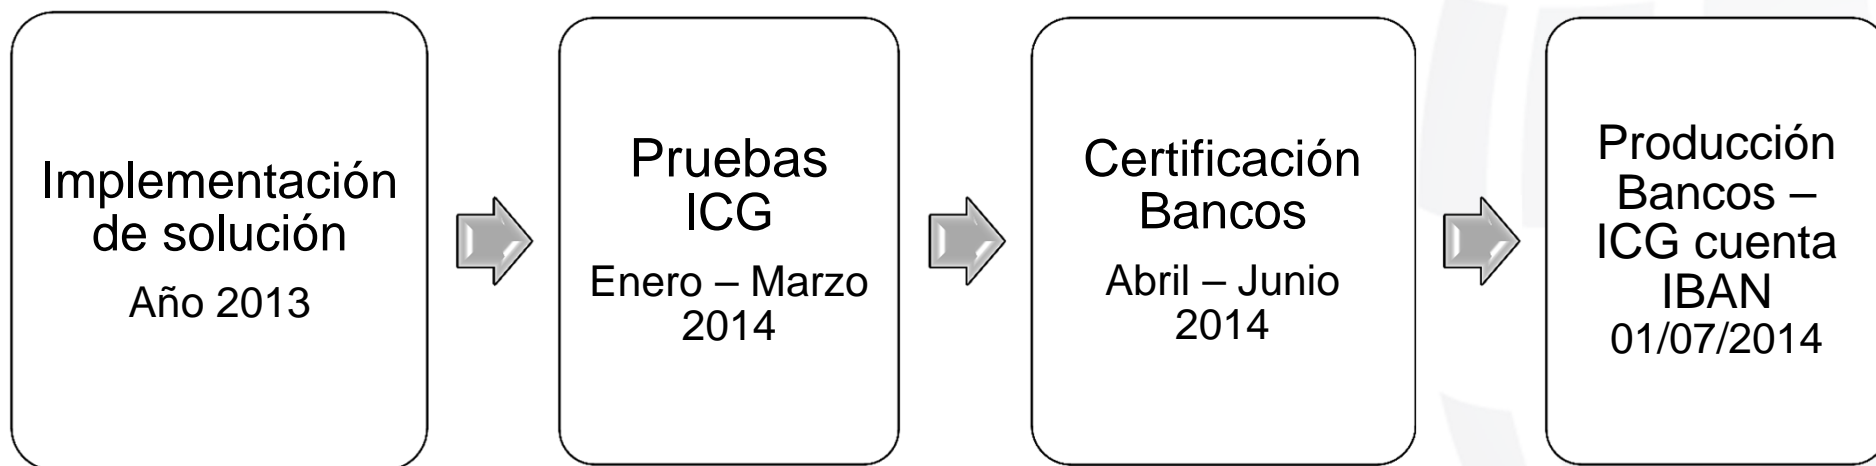 Implementación
de solución
Año 2013
Pruebas
ICG
Enero – Marzo
2014
Certificación
Bancos
Abril – Junio
2014
Producción
Bancos –
ICG cuenta
IBAN
01/07/2014